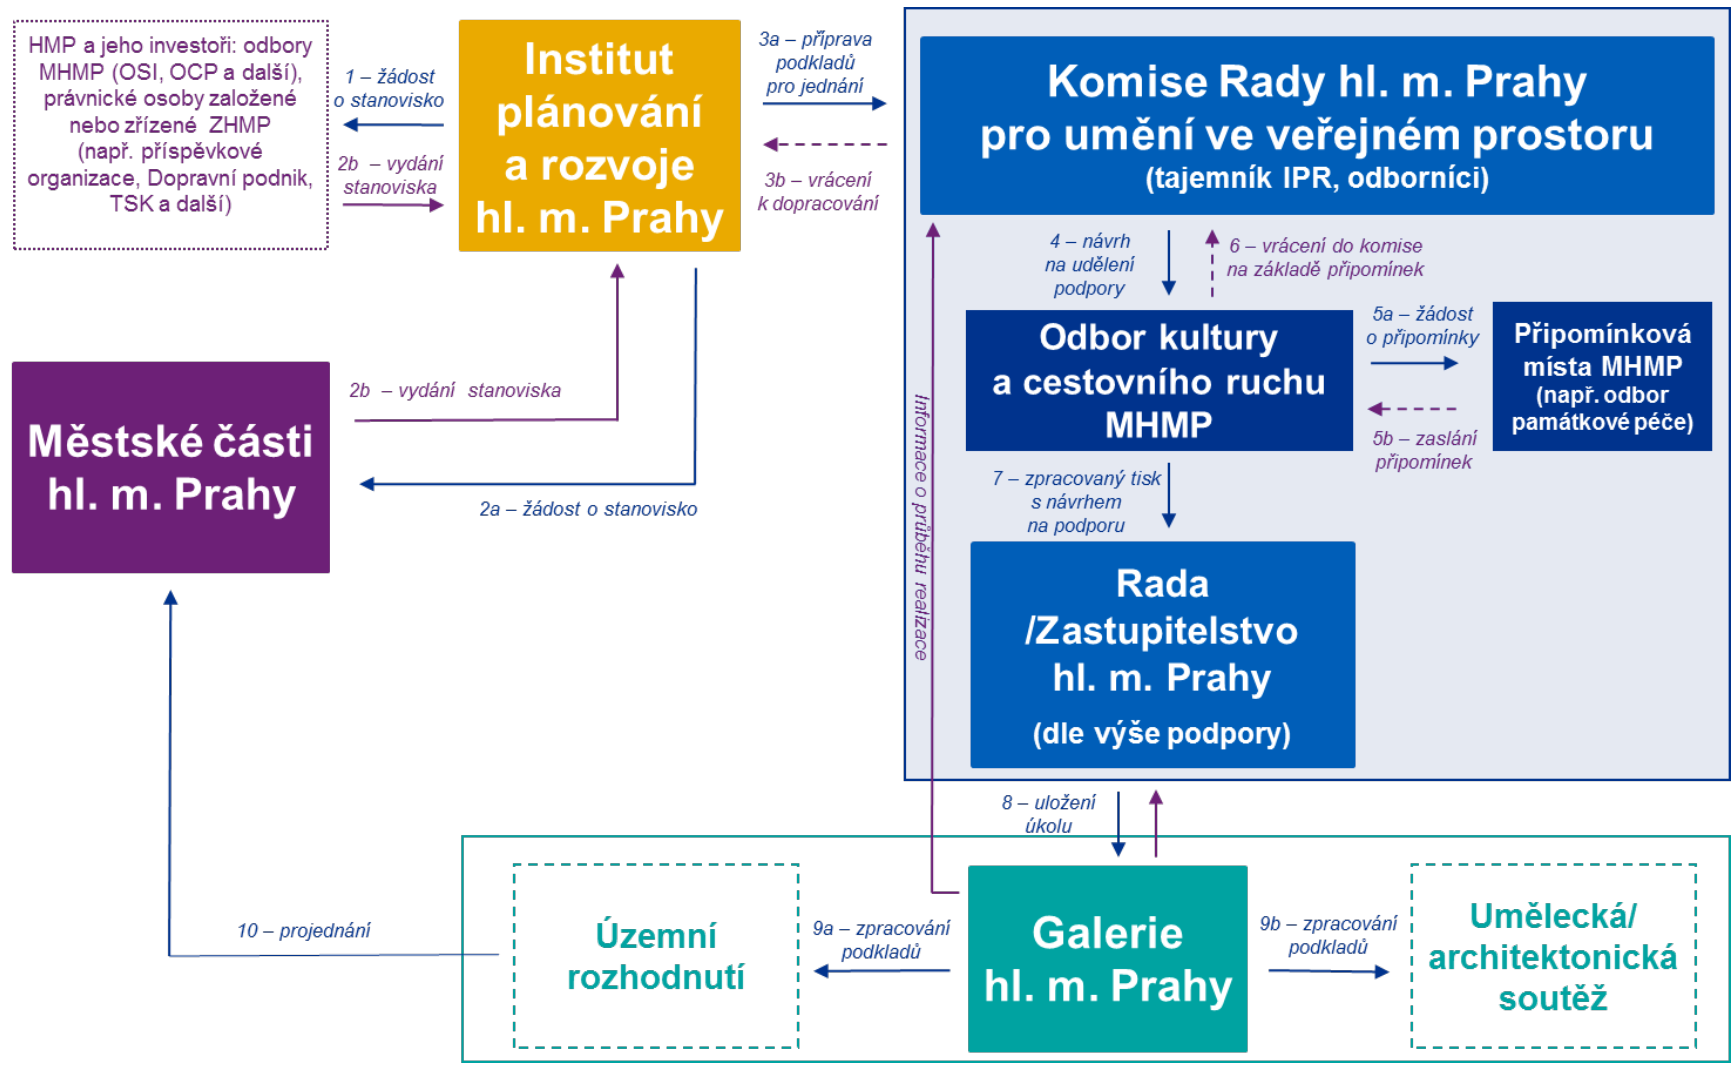 HMP a jeho investoři: odbory
MHMP (OSI, OCP a další),
právnické osoby založené
nebo zřízené ZHMP
(např. příspěvkové
organizace, Dopravní podnik,
TSK a další)
1 – žádost
o stanovisko
2b – vydání
stanoviska
Institut
plánování
a rozvoje
hl. m. Prahy
3a – příprava
podkladů
pro jednání
3b – vrácení
k dopracování
Komise Rady hl. m. Prahy
pro umění ve veřejném prostoru
(tajemník IPR, odborníci)
4 – návrh
na udělení
podpory
6 – vrácení do komise
na základě připomínek
Odbor kultury
a cestovního ruchu
MHMP
5a – žádost
o připomínky
5b – zaslání
připomínek
Připomínková
místa MHMP
(např. odbor
památkové péče)
Městské části
hl. m. Prahy
2b – vydání stanoviska
2a – žádost o stanovisko
Informace o průběhu realizace
7 – zpracovaný tisk
s návrhem
na podporu
Rada
/Zastupitelstvo
hl. m. Prahy
(dle výše podpory)
8 – uložení
úkolu
10 – projednání
Územní
rozhodnutí
9a – zpracování
podkladů
Galerie
hl. m. Prahy
9b – zpracování
podkladů
Umělecká/
architektonická
soutěž